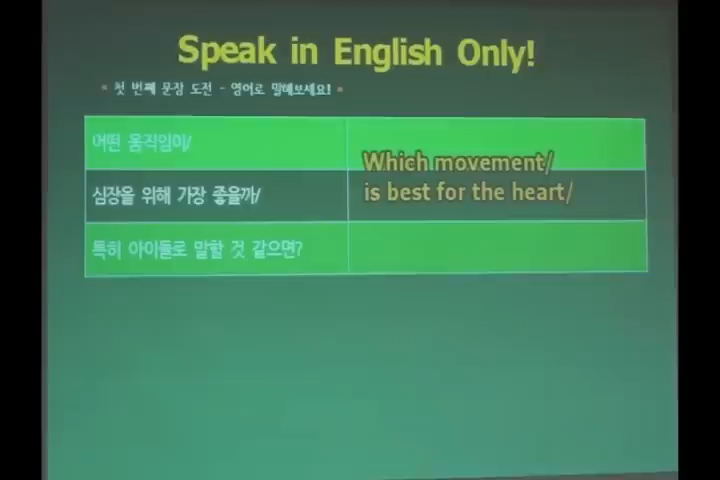 Speak in English Only!
첫 번째 문장 도전 - 영어로 말해보세요!
어떤 움직임이/
Which movement/
심장을 위해 가장 좋을까/
is best for the heart/
특히 아이들로 말할 것 같으면?